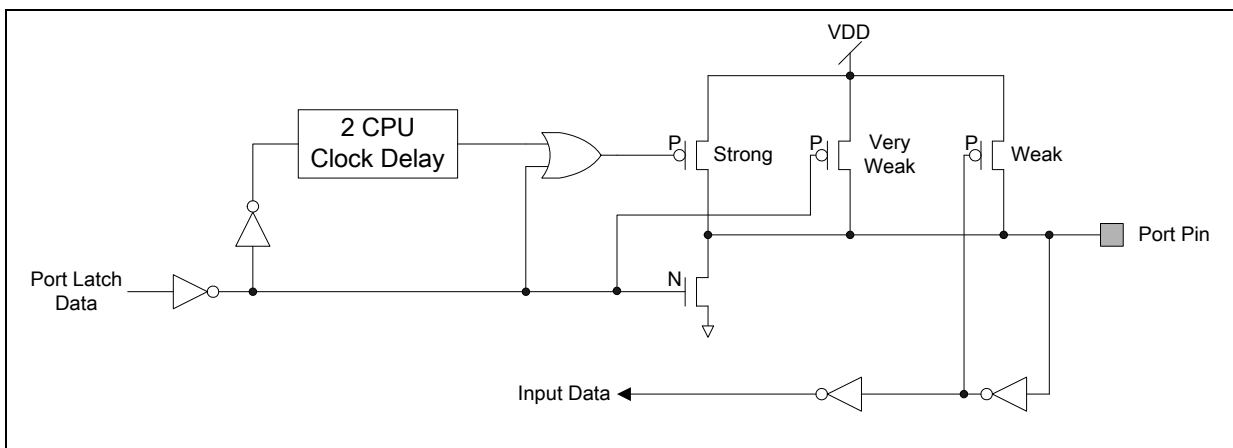 VDD
2 CPU
Clock Delay
P
Strong
P
Very
Weak
P
Weak
Port Pin
Port Latch
Data
N
Input Data